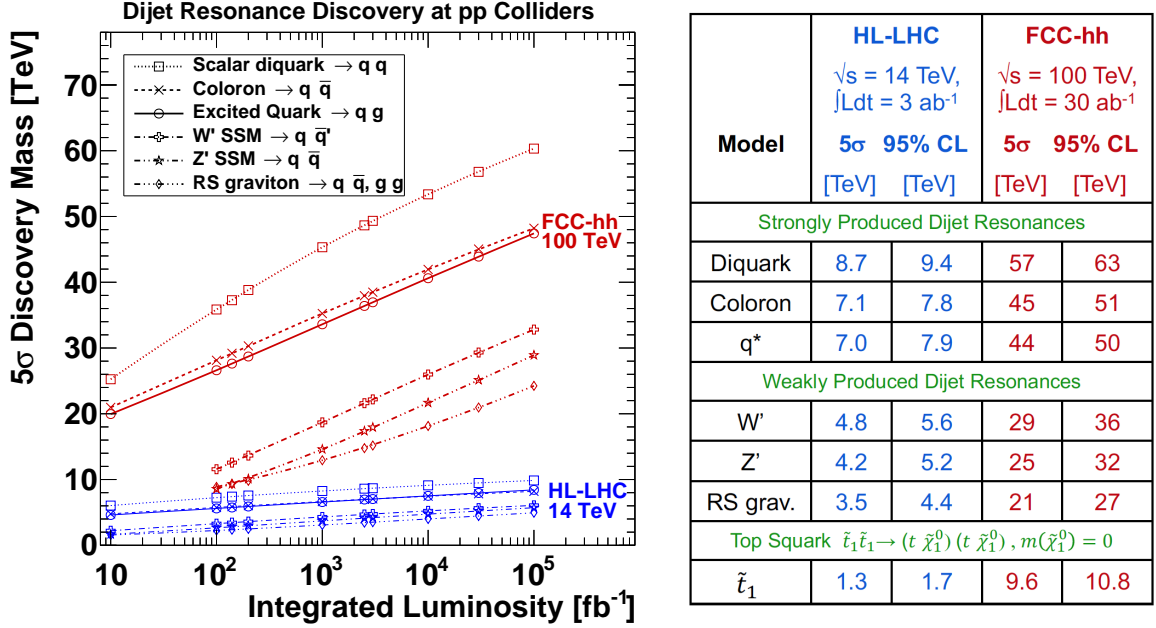 Dijet Resonance Discovery at pp Colliders
5σ Discovery Mass [TeV]
70
60
50
40
30
20
10
0
Scalar diquark → q q
Coloron → q q̅
Excited Quark → q g
W' SSM → q q̅'
Z' SSM → q q̅
RS graviton → q q̅, g g
FCC-hh
100 TeV
HL-LHC
14 TeV
10 10² 10³ 10⁴ 10⁵
Integrated Luminosity [fb⁻¹]
Model
HL-LHC
√s = 14 TeV,
∫Ldt = 3 ab⁻¹
5σ 95% CL
[TeV] [TeV]
FCC-hh
√s = 100 TeV,
∫Ldt = 30 ab⁻¹
5σ 95% CL
[TeV] [TeV]
Strongly Produced Dijet Resonances
Diquark 8.7 9.4 57 63
Coloron 7.1 7.8 45 51
q* 7.0 7.9 44 50
Weakly Produced Dijet Resonances
W’ 4.8 5.6 29 36
Z’ 4.2 5.2 25 32
RS grav. 3.5 4.4 21 27
Top Squark t̃₁t̃₁→ (t χ̃₁⁰) (t χ̃₁⁰) , m(χ̃₁⁰) = 0
t̃₁ 1.3 1.7 9.6 10.8